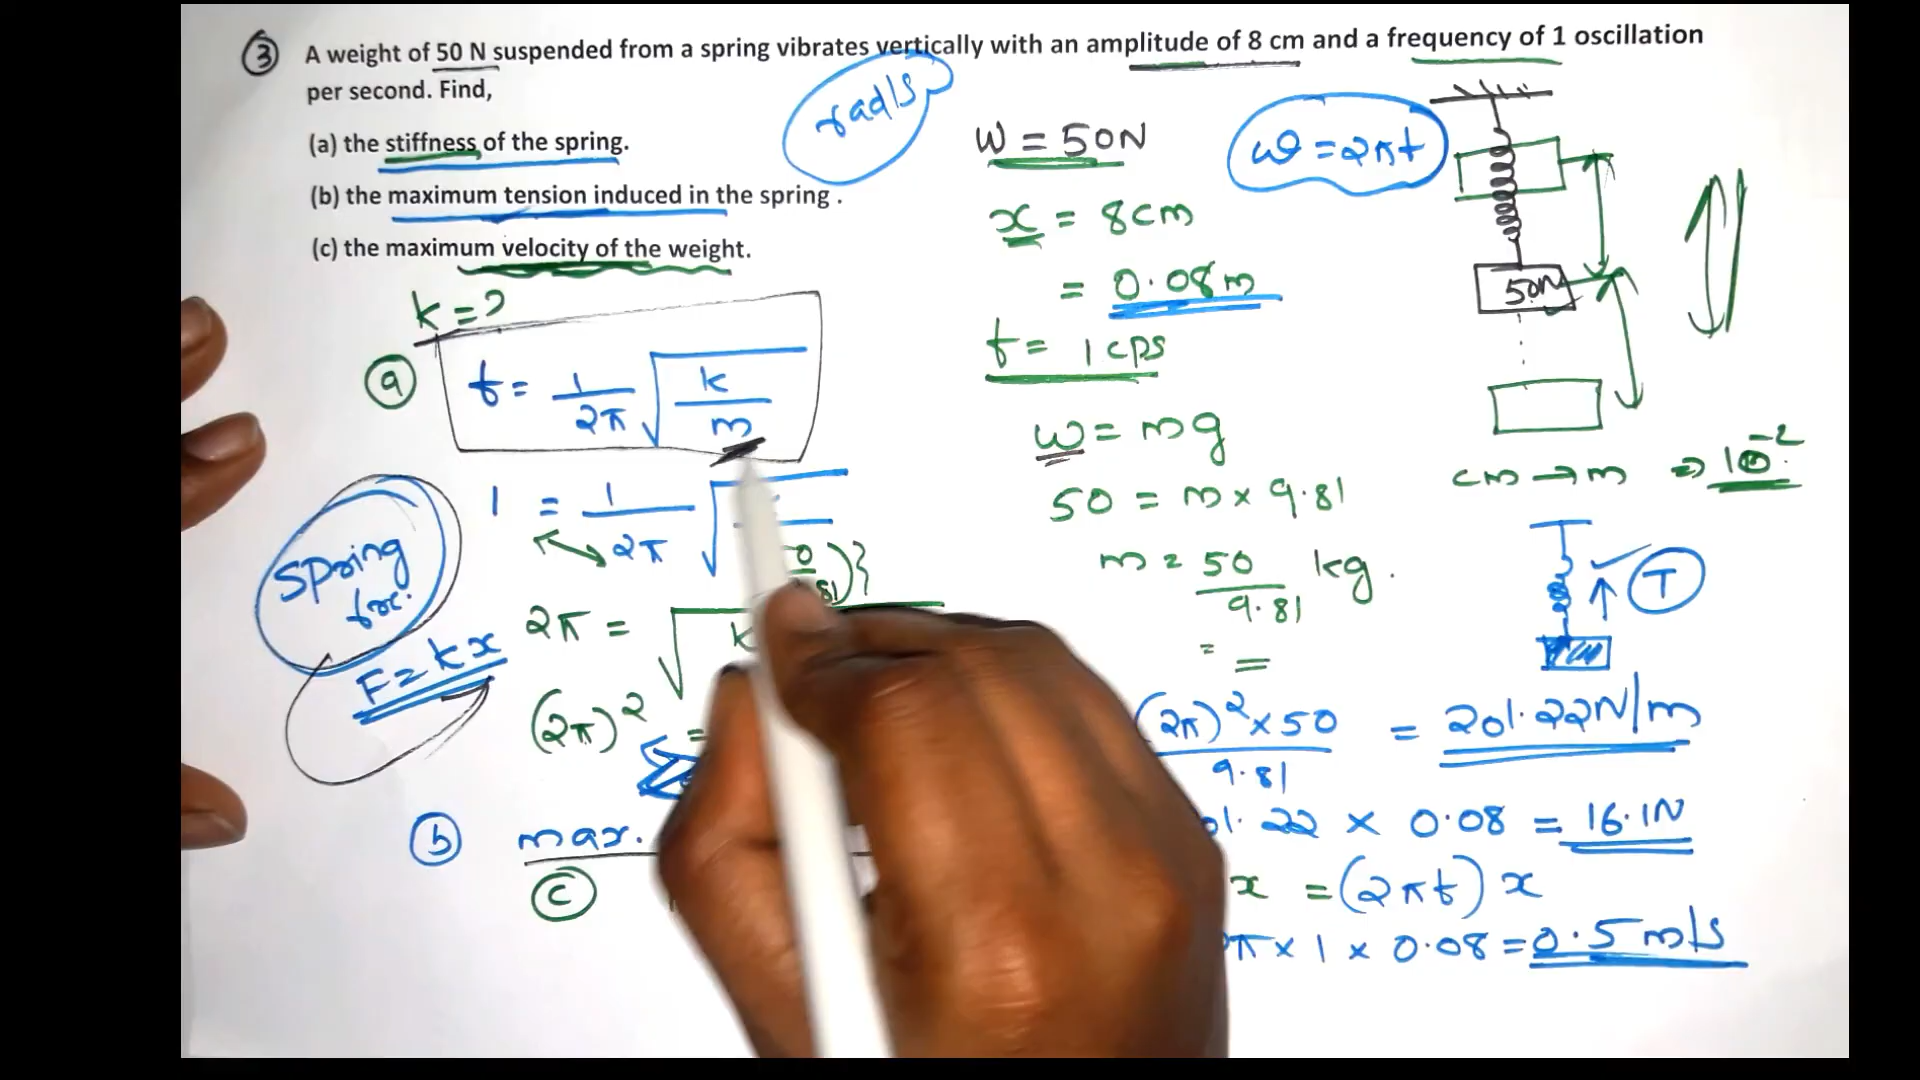 ③ A weight of 50 N suspended from a spring vibrates vertically with an amplitude of 8 cm and a frequency of 1 oscillation
per second. Find,
(a) the stiffness of the spring.
(b) the maximum tension induced in the spring .
(c) the maximum velocity of the weight.
rad/s
W = 50N
ω = 2πf
x = 8cm
= 0.08m
f = 1 cps
50N
k = ?
ⓐ f = 1/2π √k/m
w = mg
cm → m ⇒ 10⁻²
1 = 1/2π √
50 = m x 9.81
m = 50/9.81 kg.
= =
T
Spring
for.
F = kx
2π = √k
(2π)² =
(2π)² x 50 / 9.81 = 201.22N/m
ⓑ max.
.22 x 0.08 = 16.1N
ⓒ
x = (2πf) x
π x 1 x 0.08 = 0.5 m/s